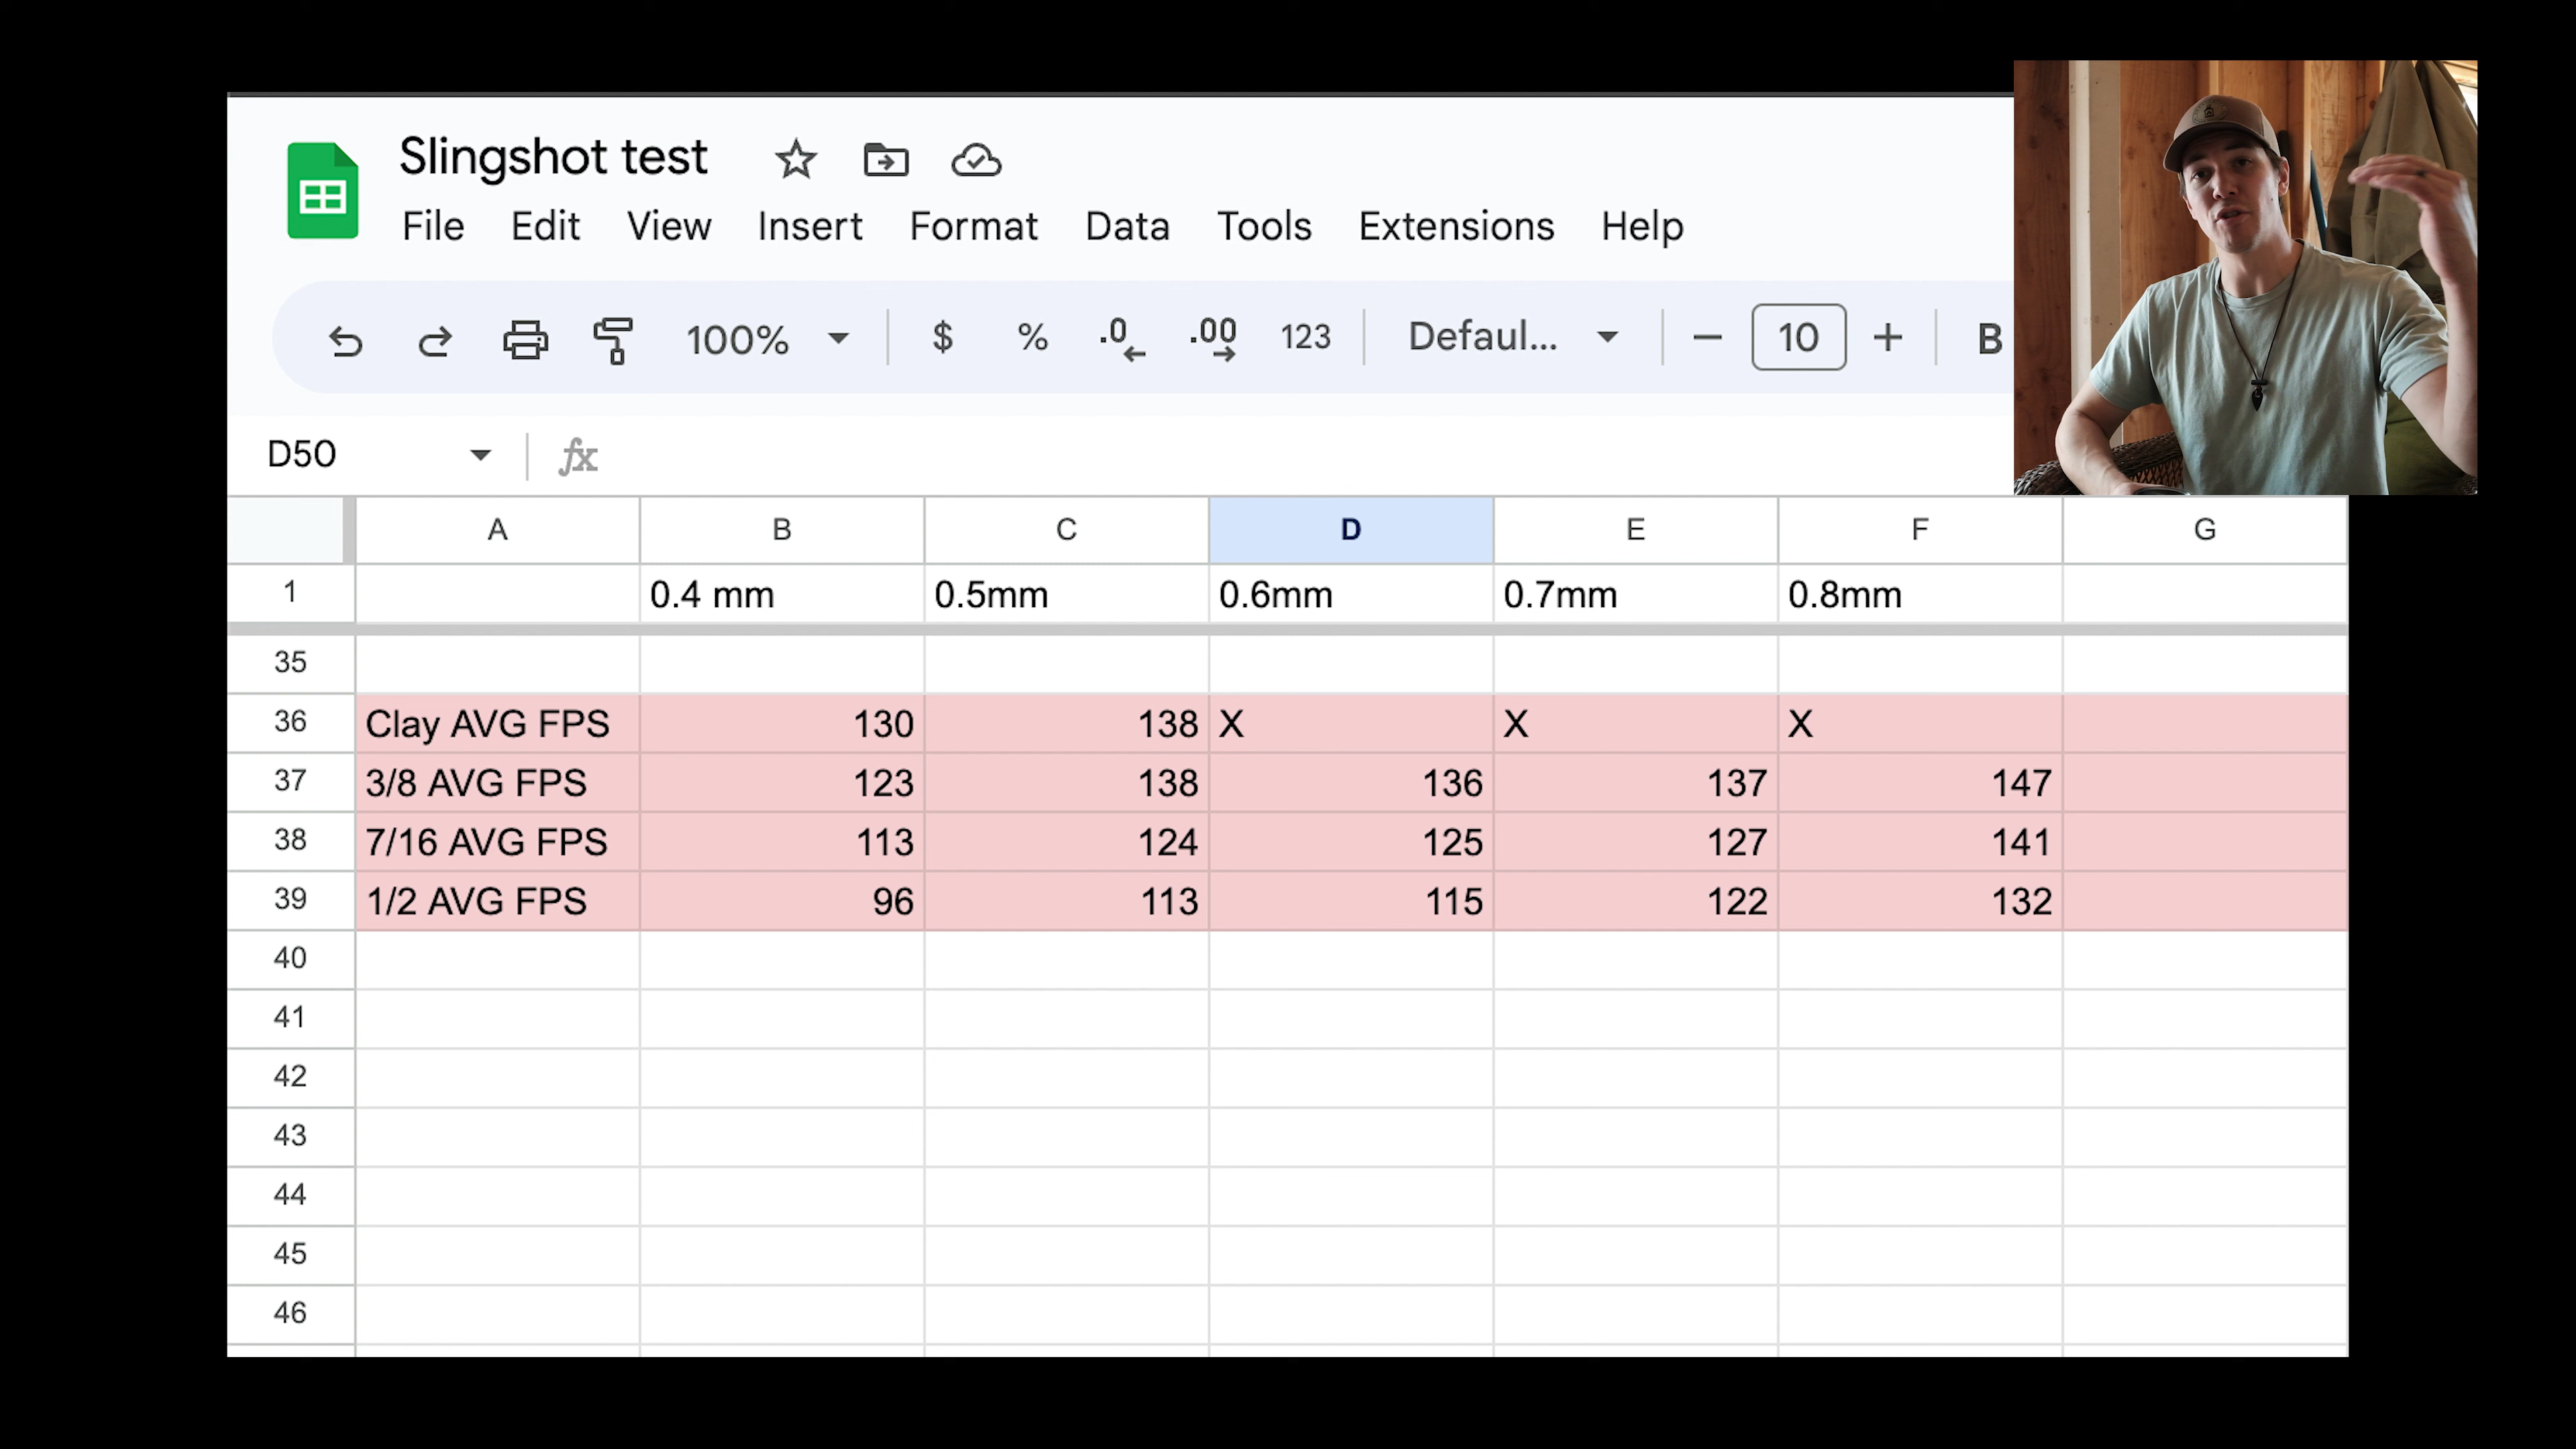 Slingshot test
File Edit View Insert Format Data Tools Extensions Help
100% $ % .0 .00 123 Defaul... − 10 + B
D50 fx
A B C D E F G
1 0.4 mm 0.5mm 0.6mm 0.7mm 0.8mm
35
36 Clay AVG FPS 130 138 X X X
37 3/8 AVG FPS 123 138 136 137 147
38 7/16 AVG FPS 113 124 125 127 141
39 1/2 AVG FPS 96 113 115 122 132
40
41
42
43
44
45
46